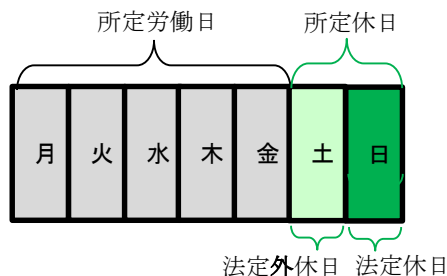 所定労働日 所定休日
月 火 水 木 金 土 日
法定外休日 法定休日